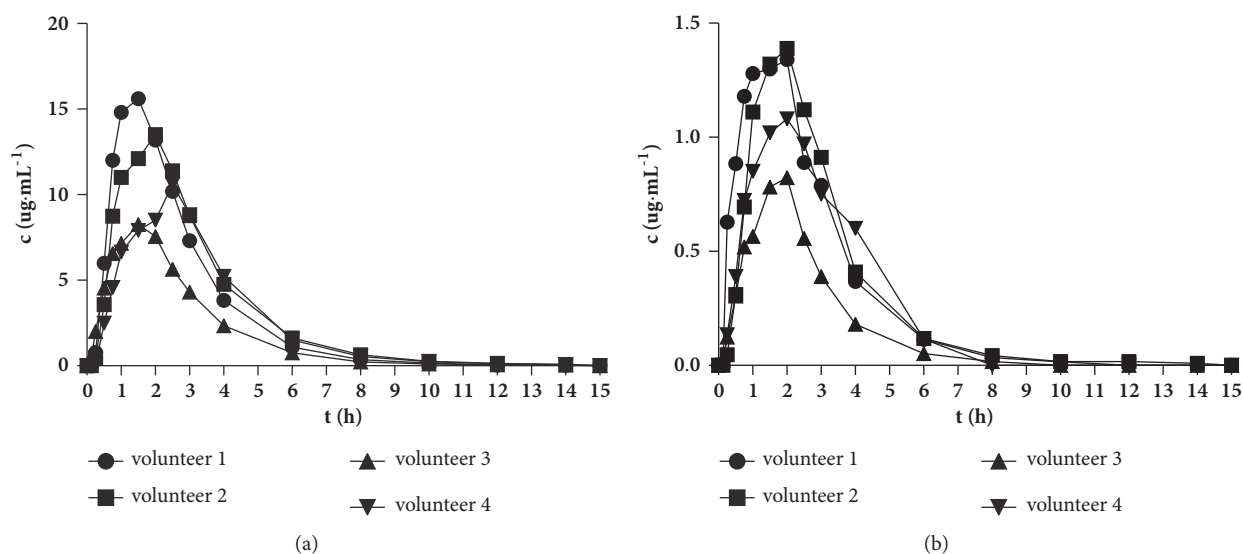 20
15
10
5
0
c (ug·mL⁻¹)
0 1 2 3 4 5 6 7 8 9 10 11 12 13 14 15
t (h)
volunteer 1
volunteer 2
volunteer 3
volunteer 4
(a)
1.5
1.0
0.5
0.0
c (ug·mL⁻¹)
0 1 2 3 4 5 6 7 8 9 10 11 12 13 14 15
t (h)
volunteer 1
volunteer 2
volunteer 3
volunteer 4
(b)